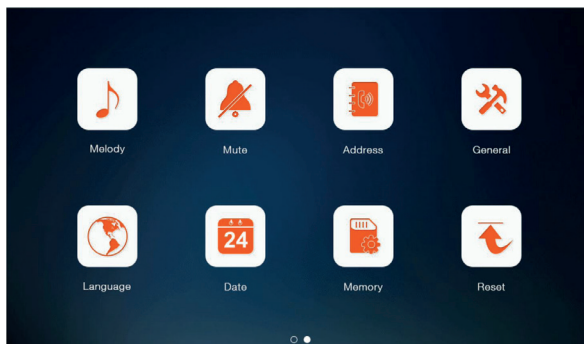 Melody
Mute
Address
General
24
Language
Date
Memory
Reset